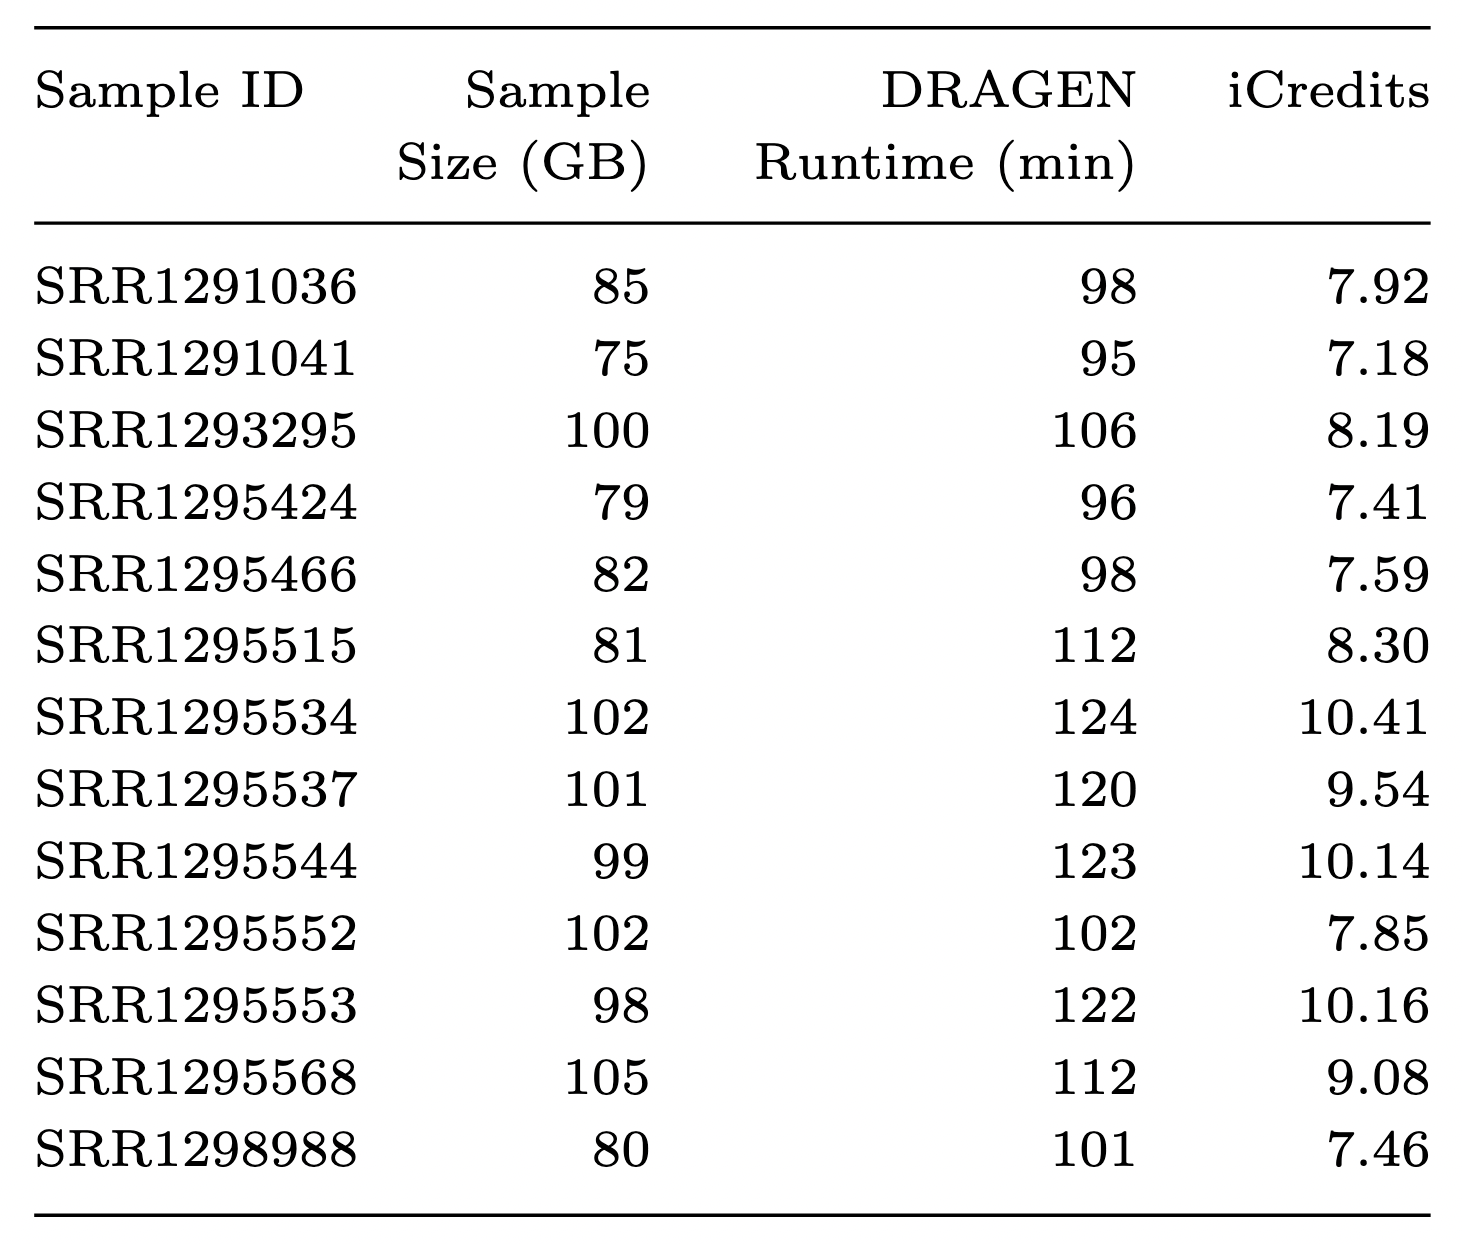 Sample ID Sample DRAGEN iCredits
Size (GB) Runtime (min)
SRR1291036 85 98 7.92
SRR1291041 75 95 7.18
SRR1293295 100 106 8.19
SRR1295424 79 96 7.41
SRR1295466 82 98 7.59
SRR1295515 81 112 8.30
SRR1295534 102 124 10.41
SRR1295537 101 120 9.54
SRR1295544 99 123 10.14
SRR1295552 102 102 7.85
SRR1295553 98 122 10.16
SRR1295568 105 112 9.08
SRR1298988 80 101 7.46